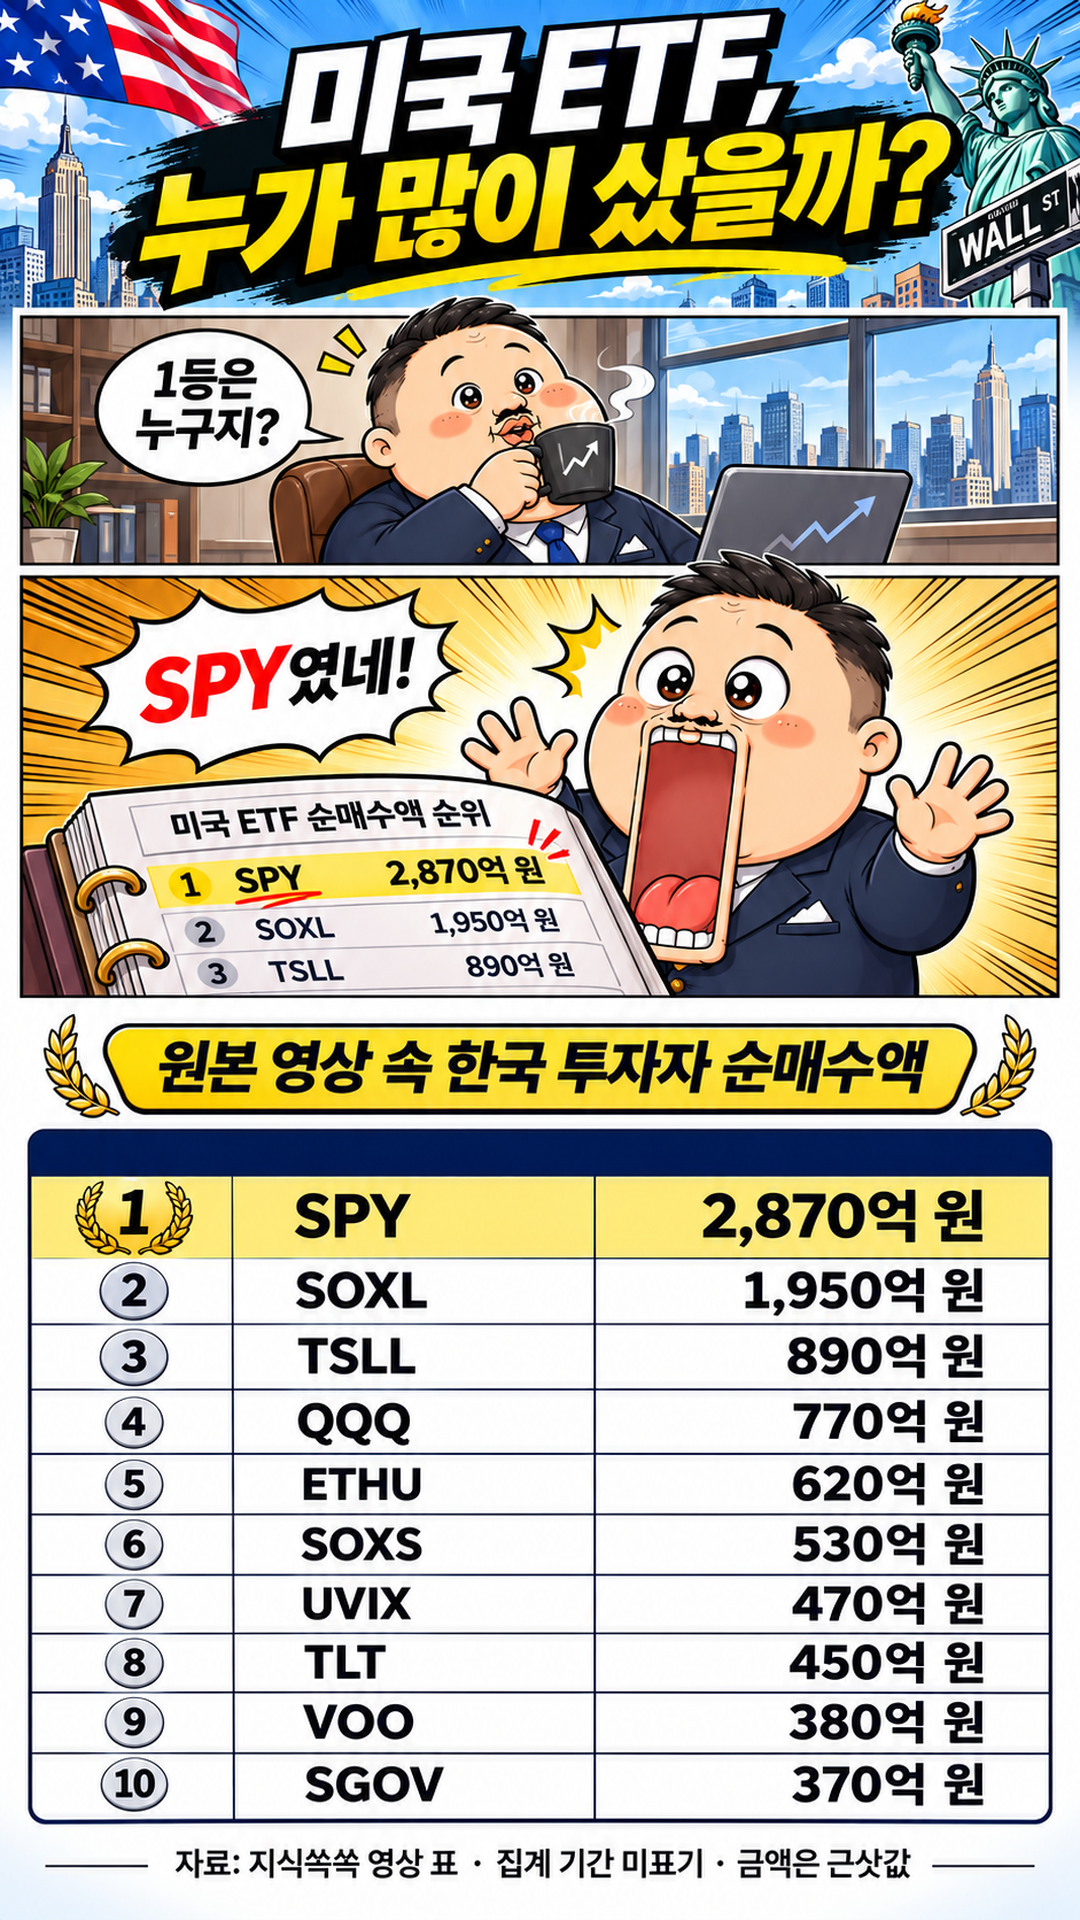 미국 ETF,
누가 많이 샀을까?
WALL ST
1등은
누구지?
SPY였네!
미국 ETF 순매수액 순위
1 SPY 2,870억 원
2 SOXL 1,950억 원
3 TSLL 890억 원
원본 영상 속 한국 투자자 순매수액
1 SPY 2,870억 원
2 SOXL 1,950억 원
3 TSLL 890억 원
4 QQQ 770억 원
5 ETHU 620억 원
6 SOXS 530억 원
7 UVIX 470억 원
8 TLT 450억 원
9 VOO 380억 원
10 SGOV 370억 원
자료: 지식쏙쏙 영상 표 · 집계 기간 미표기 · 금액은 근삿값